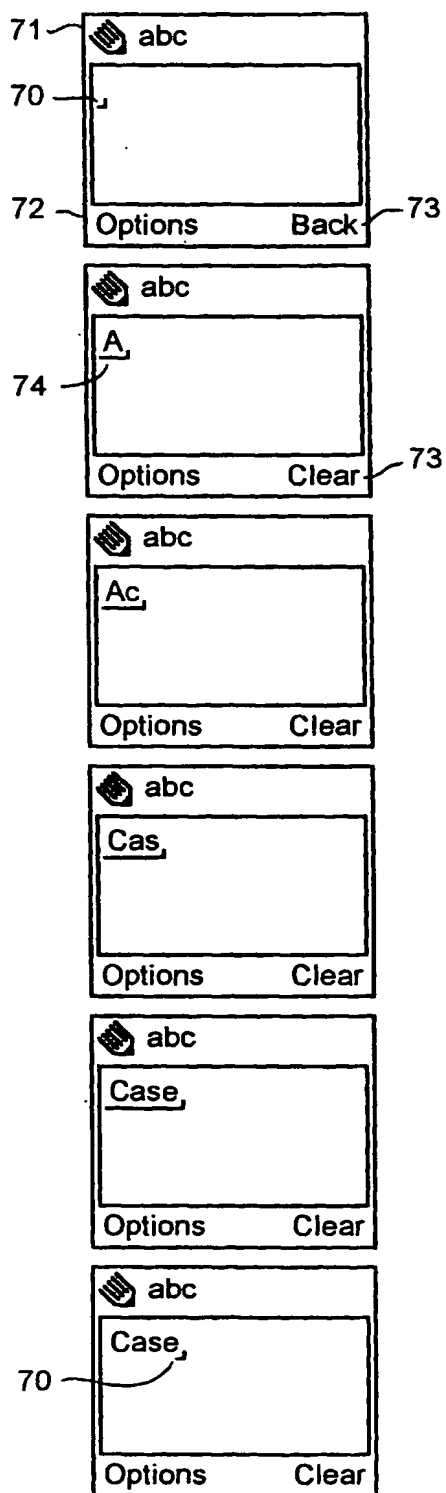 71 abc
70
72 Options Back 73
abc
A
74
Options Clear 73
abc
Ac
Options Clear
abc
Cas
Options Clear
abc
Case
Options Clear
abc
Case
70
Options Clear